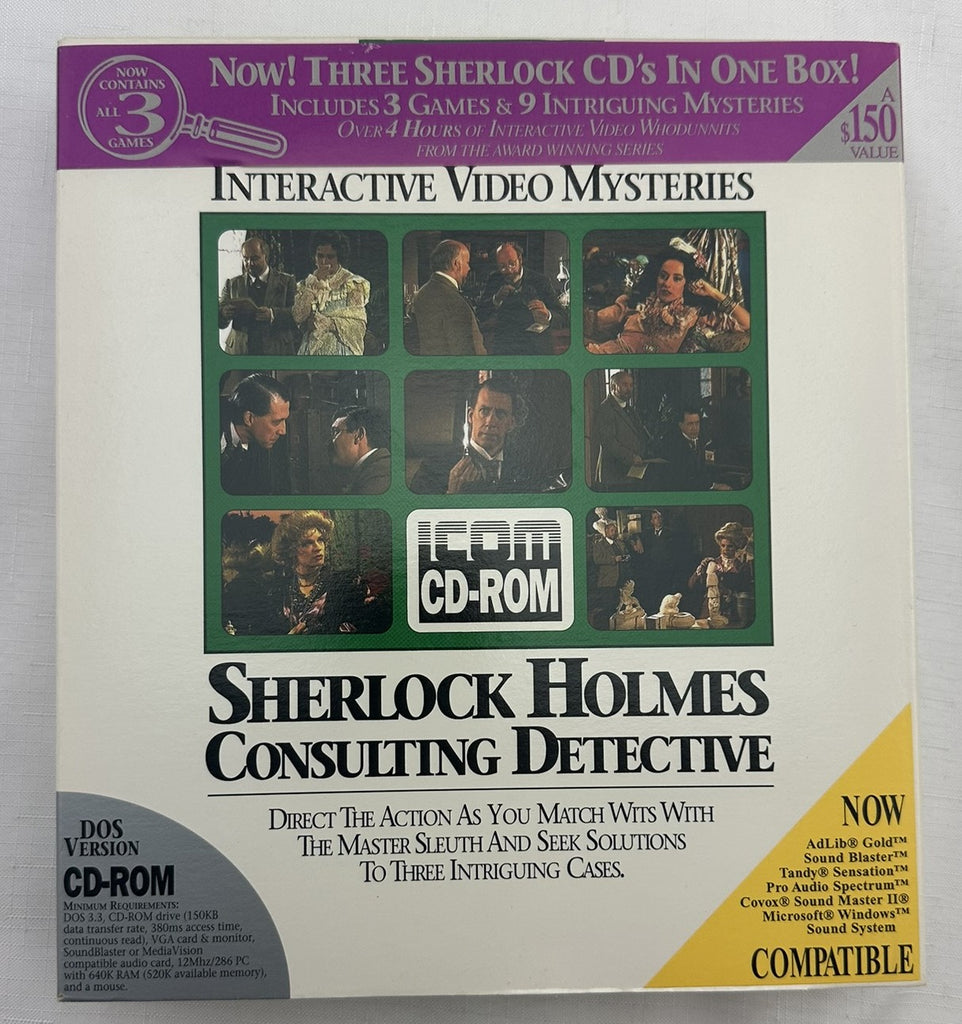 NOW
CONTAINS
ALL 3
GAMES
NOW! THREE SHERLOCK CD's IN ONE BOX!
INCLUDES 3 GAMES & 9 INTRIGUING MYSTERIES
OVER 4 HOURS OF INTERACTIVE VIDEO WHODUNNITS
FROM THE AWARD WINNING SERIES
A
$150
VALUE
INTERACTIVE VIDEO MYSTERIES
ICOM
CD-ROM
SHERLOCK HOLMES
CONSULTING DETECTIVE
DIRECT THE ACTION AS YOU MATCH WITS WITH
THE MASTER SLEUTH AND SEEK SOLUTIONS
TO THREE INTRIGUING CASES.
DOS
VERSION
CD-ROM
MINIMUM REQUIREMENTS:
DOS 3.3, CD-ROM drive (150KB
data transfer rate, 380ms access time,
continuous read), VGA card & monitor,
SoundBlaster or MediaVision
compatible audio card, 12Mhz/286 PC
with 640K RAM (520K available memory),
and a mouse.
NOW
AdLib® Gold™
Sound Blaster™
Tandy® Sensation™
Pro Audio Spectrum™
Covox® Sound Master II®
Microsoft® Windows™
Sound System
COMPATIBLE